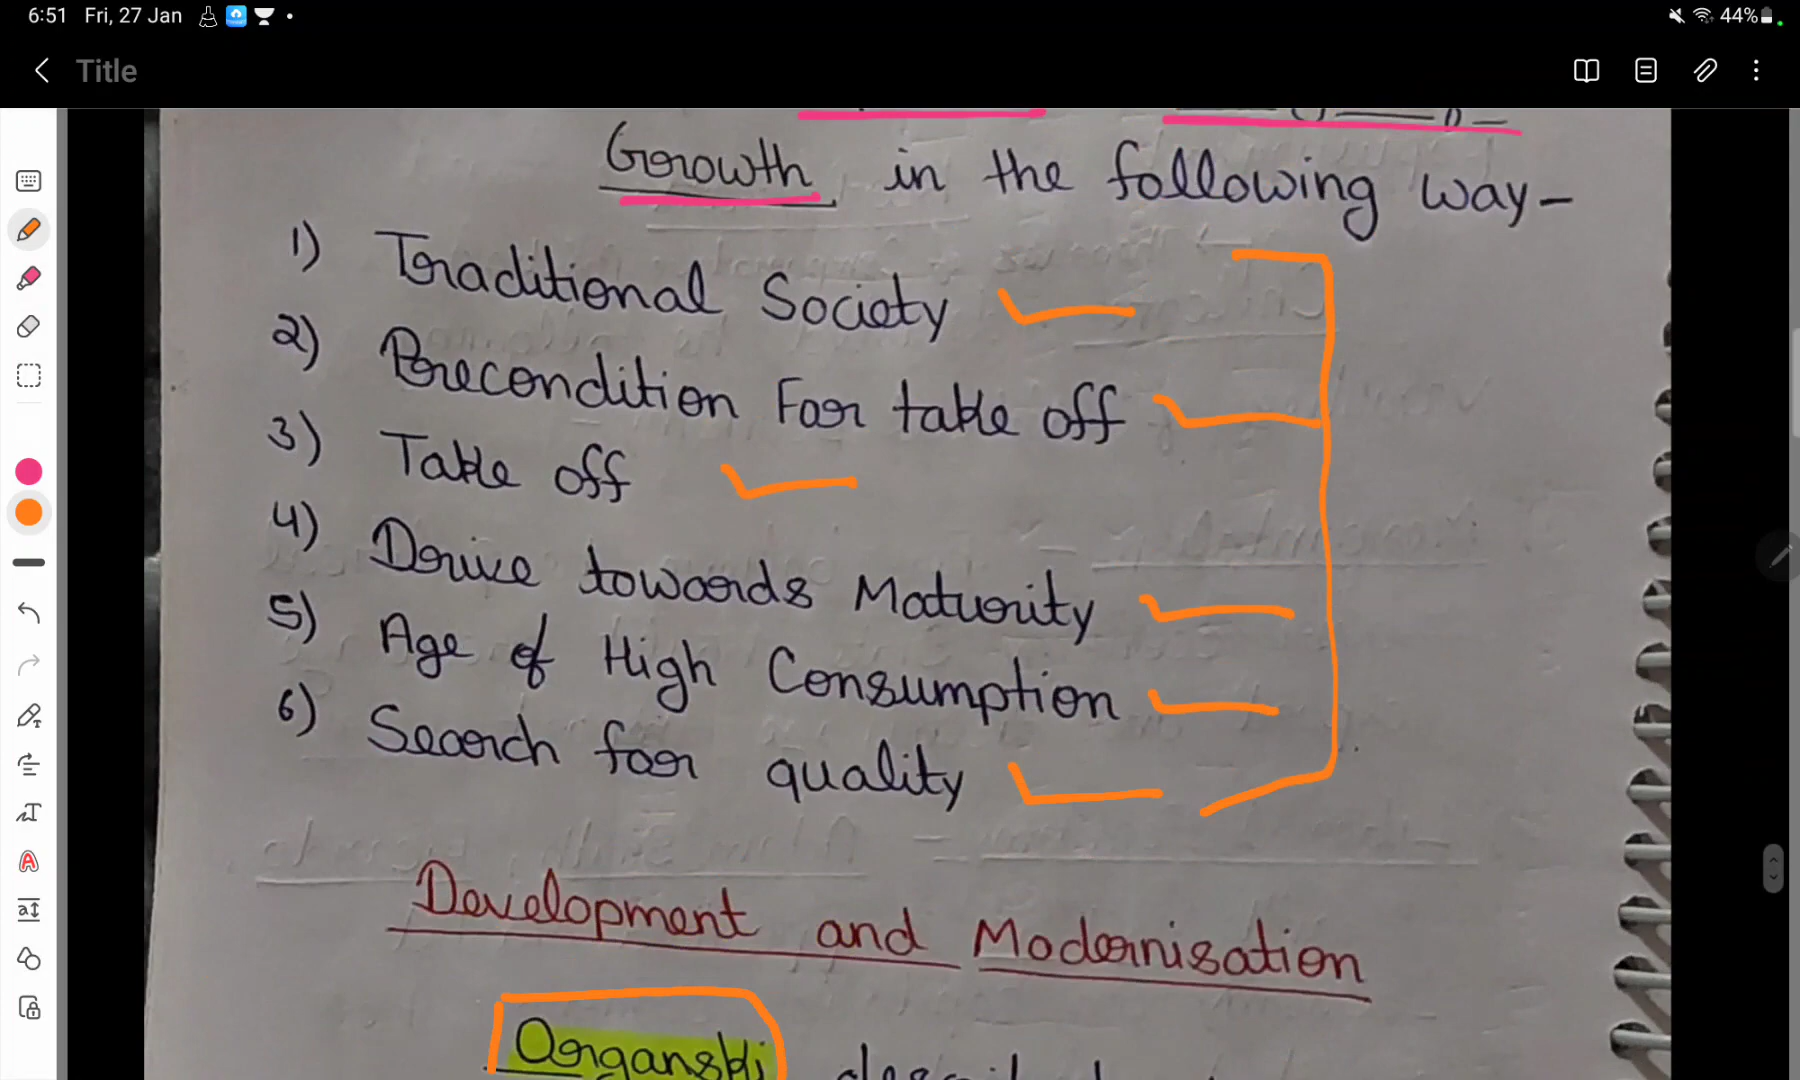 6:51 Fri, 27 Jan 44%
Title
Growth in the following way-
1) Traditional Society
2) Precondition For take off
3) Take off
4) Drive towards Maturity
5) Age of High Consumption
6) Search for quality
Development and Modernisation
Organski